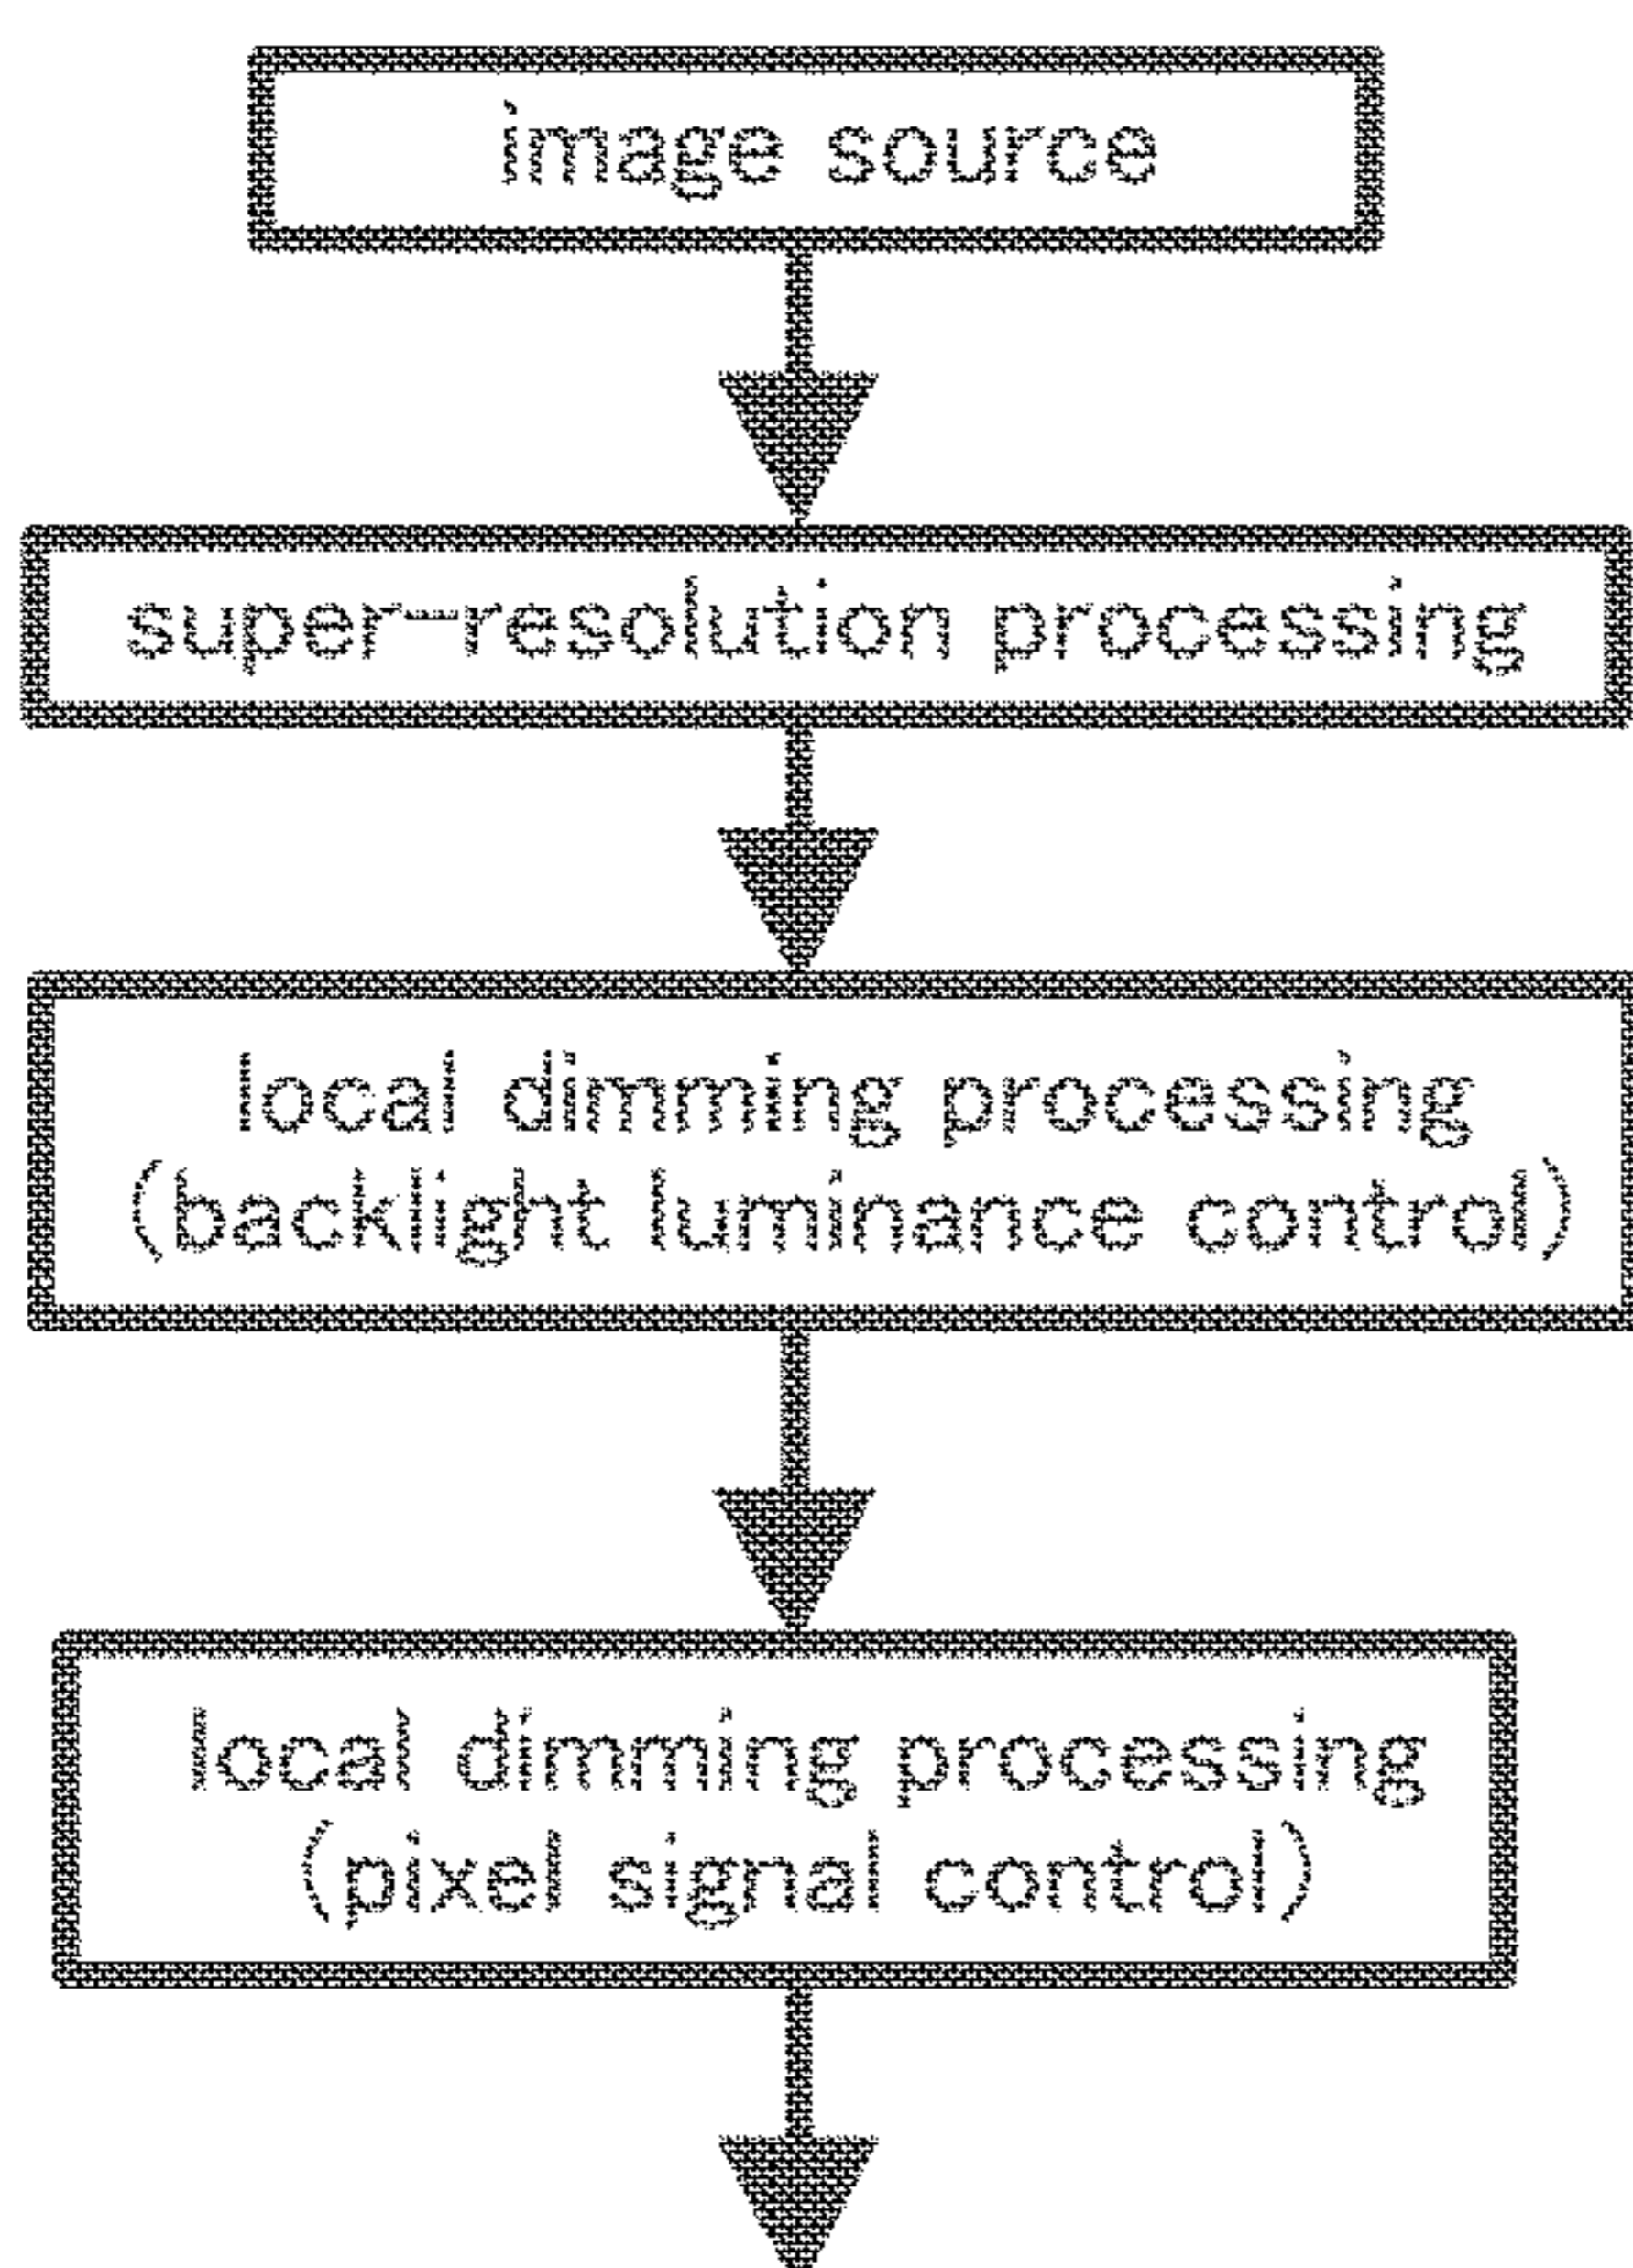 image source
super-resolution processing
local dimming processing
(backlight luminance control)
local dimming processing
(pixel signal control)